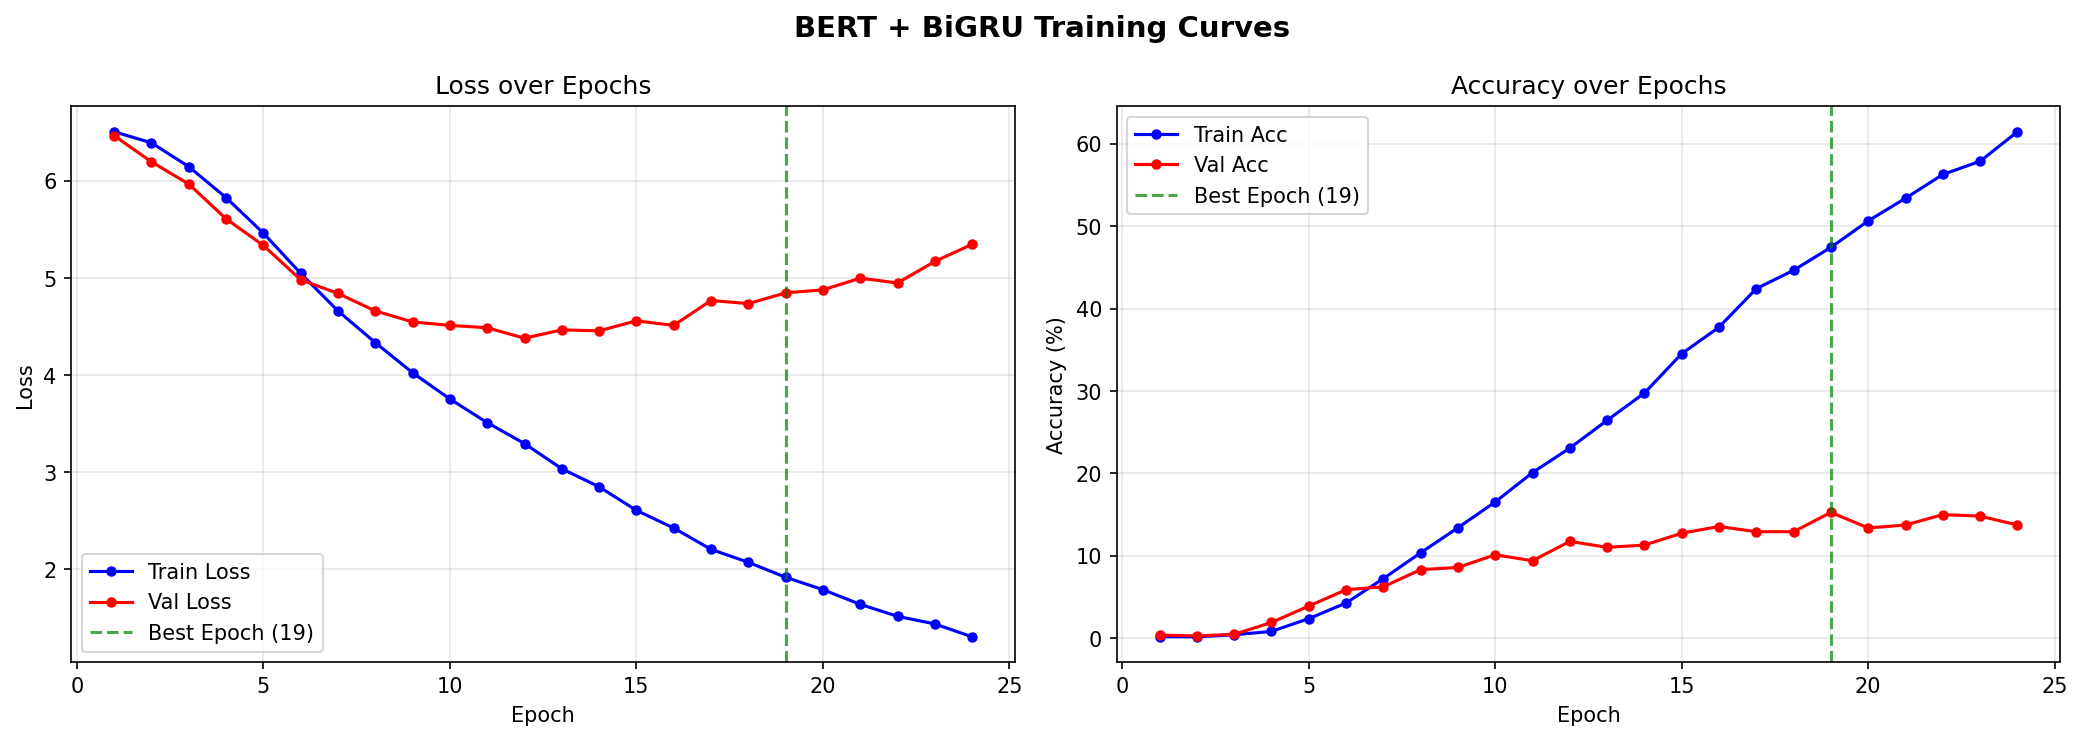 BERT + BiGRU Training Curves
Loss over Epochs
Loss
6
5
4
3
2
0 5 10 15 20 25
Epoch
Train Loss
Val Loss
Best Epoch (19)
Accuracy over Epochs
Accuracy (%)
60
50
40
30
20
10
0
0 5 10 15 20 25
Epoch
Train Acc
Val Acc
Best Epoch (19)